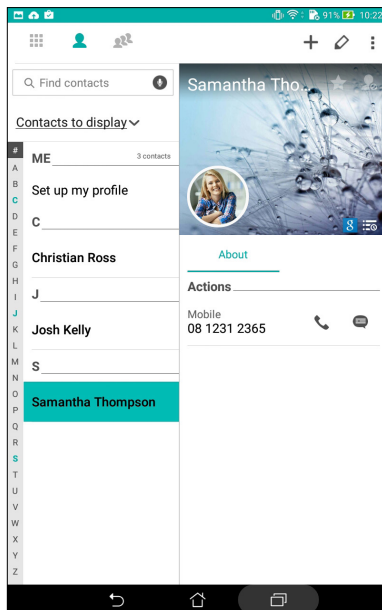 91%
10:22
Find contacts
Contacts to display
ME
3 contacts
Set up my profile
C
Christian Ross
J
Josh Kelly
S
Samantha Thompson
#
A
B
C
D
E
F
G
H
I
J
K
L
M
N
O
P
Q
R
S
T
U
V
W
X
Y
Z
Samantha Tho...
8
About
Actions
Mobile
08 1231 2365